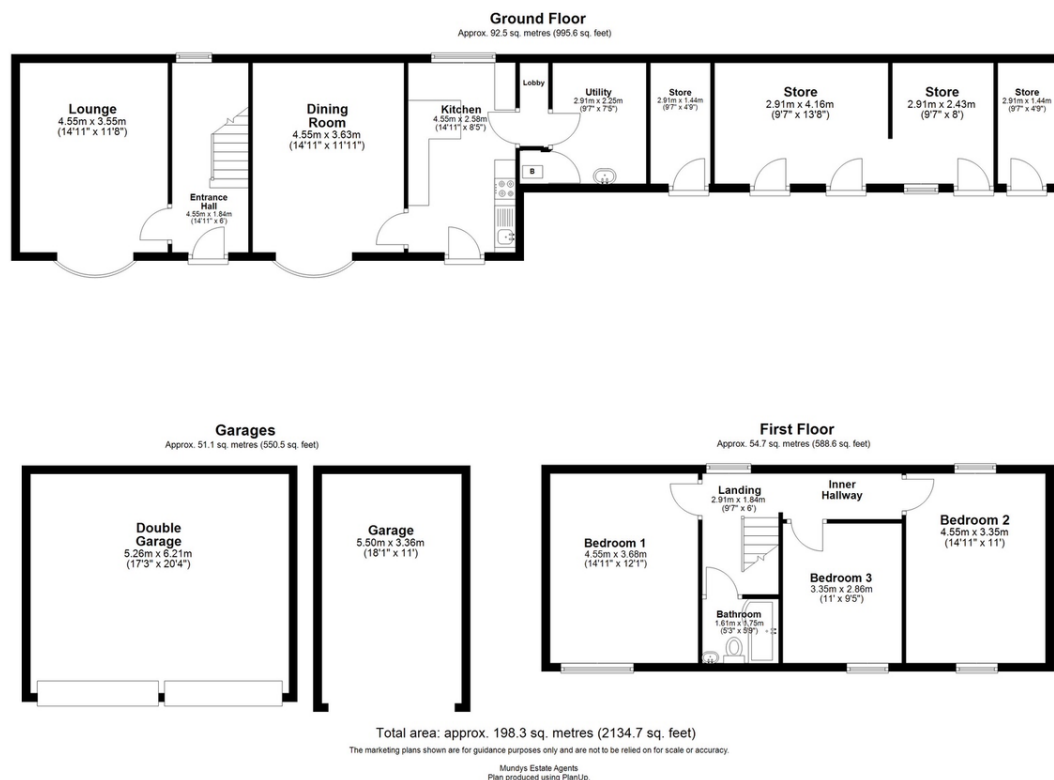 Ground Floor
Approx. 92.5 sq. metres (995.6 sq. feet)
Lounge
4.55m x 3.55m
(14'11" x 11'8")
Entrance
Hall
4.55m x 1.84m
(14'11" x 6')
Dining
Room
4.55m x 3.63m
(14'11" x 11'11")
Kitchen
4.55m x 2.58m
(14'11" x 8'5")
Lobby
B
Utility
2.91m x 2.25m
(9'7" x 7'5")
Store
2.91m x 1.44m
(9'7" x 4'9")
Store
2.91m x 4.16m
(9'7" x 13'8")
Store
2.91m x 2.43m
(9'7" x 8')
Store
2.91m x 1.44m
(9'7" x 4'9")
Garages
Approx. 51.1 sq. metres (550.5 sq. feet)
Double
Garage
5.26m x 6.21m
(17'3" x 20'4")
Garage
5.50m x 3.36m
(18'1" x 11')
First Floor
Approx. 54.7 sq. metres (588.6 sq. feet)
Bedroom 1
4.55m x 3.68m
(14'11" x 12'1")
Landing
2.91m x 1.84m
(9'7" x 6')
Inner
Hallway
Bathroom
1.61m x 1.75m
(5'3" x 5'9")
Bedroom 3
3.35m x 2.86m
(11' x 9'5")
Bedroom 2
4.55m x 3.35m
(14'11" x 11')
Total area: approx. 198.3 sq. metres (2134.7 sq. feet)
The marketing plans shown are for guidance purposes only and are not to be relied on for scale or accuracy.
Mundys Estate Agents
Plan produced using PlanUp.